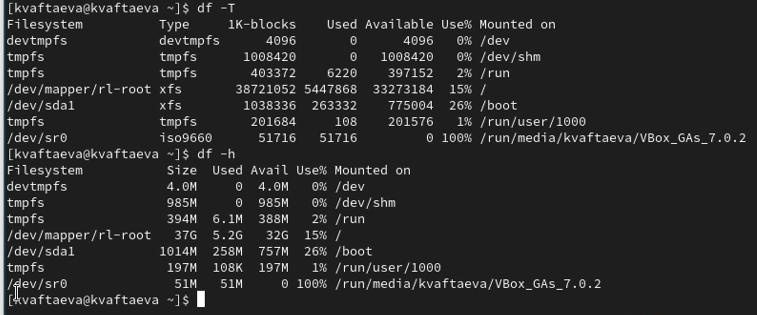 [kvaftaeva@kvaftaeva ~]$ df -T
Filesystem          Type     1K-blocks    Used Available Use% Mounted on
devtmpfs            devtmpfs      4096       0      4096   0% /dev
tmpfs               tmpfs      1008420       0   1008420   0% /dev/shm
tmpfs               tmpfs       403372    6220    397152   2% /run
/dev/mapper/rl-root xfs       38721052 5447868  33273184  15% /
/dev/sda1           xfs        1038336  263332    775004  26% /boot
tmpfs               tmpfs       201684     108    201576   1% /run/user/1000
/dev/sr0            iso9660      51716   51716         0 100% /run/media/kvaftaeva/VBox_GAs_7.0.2
[kvaftaeva@kvaftaeva ~]$ df -h
Filesystem           Size  Used Avail Use% Mounted on
devtmpfs             4.0M     0  4.0M   0% /dev
tmpfs                985M     0  985M   0% /dev/shm
tmpfs                394M  6.1M  388M   2% /run
/dev/mapper/rl-root   37G  5.2G   32G  15% /
/dev/sda1           1014M  258M  757M  26% /boot
tmpfs                197M  108K  197M   1% /run/user/1000
/dev/sr0              51M   51M     0 100% /run/media/kvaftaeva/VBox_GAs_7.0.2
[kvaftaeva@kvaftaeva ~]$